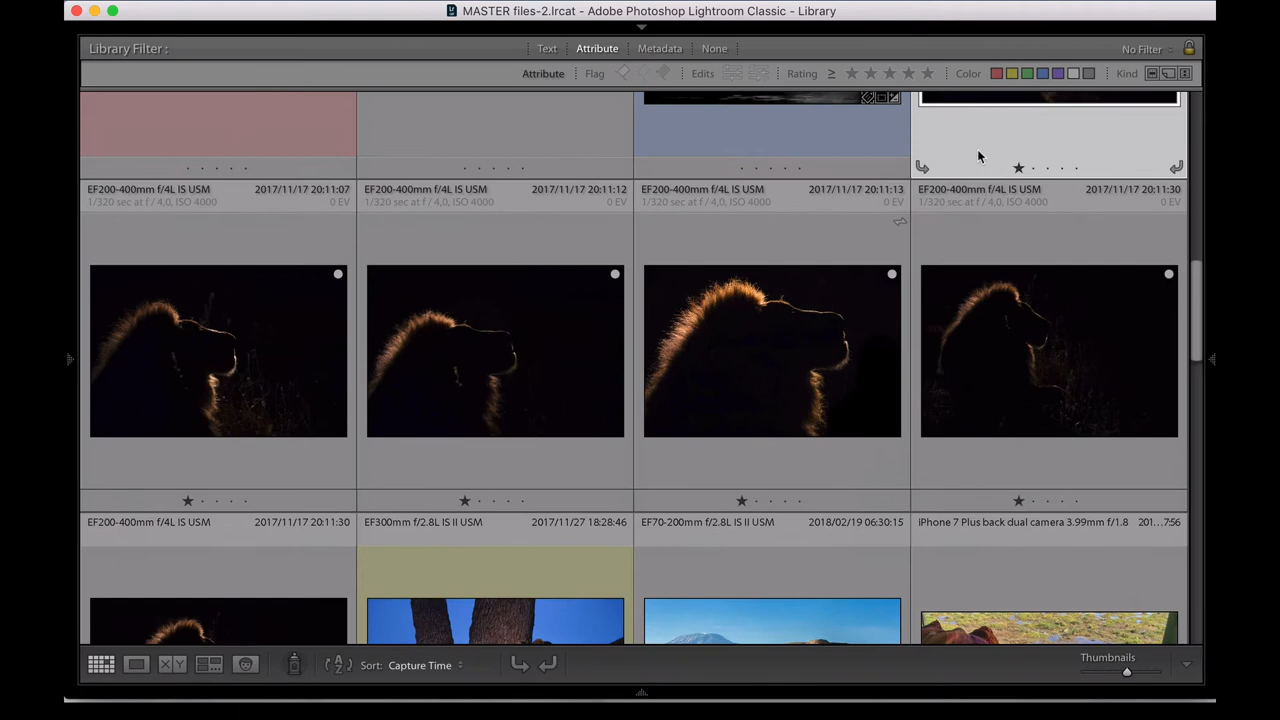 MASTER files-2.lrcat - Adobe Photoshop Lightroom Classic - Library
Library Filter :
Text
Attribute
Metadata
None
No Filter
Attribute
Flag
Edits
Rating ≥
Color
Kind
EF200-400mm f/4L IS USM 2017/11/17 20:11:07
1/320 sec at f / 4,0, ISO 4000 0 EV
EF200-400mm f/4L IS USM 2017/11/17 20:11:12
1/320 sec at f / 4,0, ISO 4000 0 EV
EF200-400mm f/4L IS USM 2017/11/17 20:11:13
1/320 sec at f / 4,0, ISO 4000 0 EV
EF200-400mm f/4L IS USM 2017/11/17 20:11:30
1/320 sec at f / 4,0, ISO 4000 0 EV
EF200-400mm f/4L IS USM 2017/11/17 20:11:30
EF300mm f/2.8L IS II USM 2017/11/27 18:28:46
EF70-200mm f/2.8L IS II USM 2018/02/19 06:30:15
iPhone 7 Plus back dual camera 3.99mm f/1.8 201...7:56
XY
Sort: Capture Time
Thumbnails